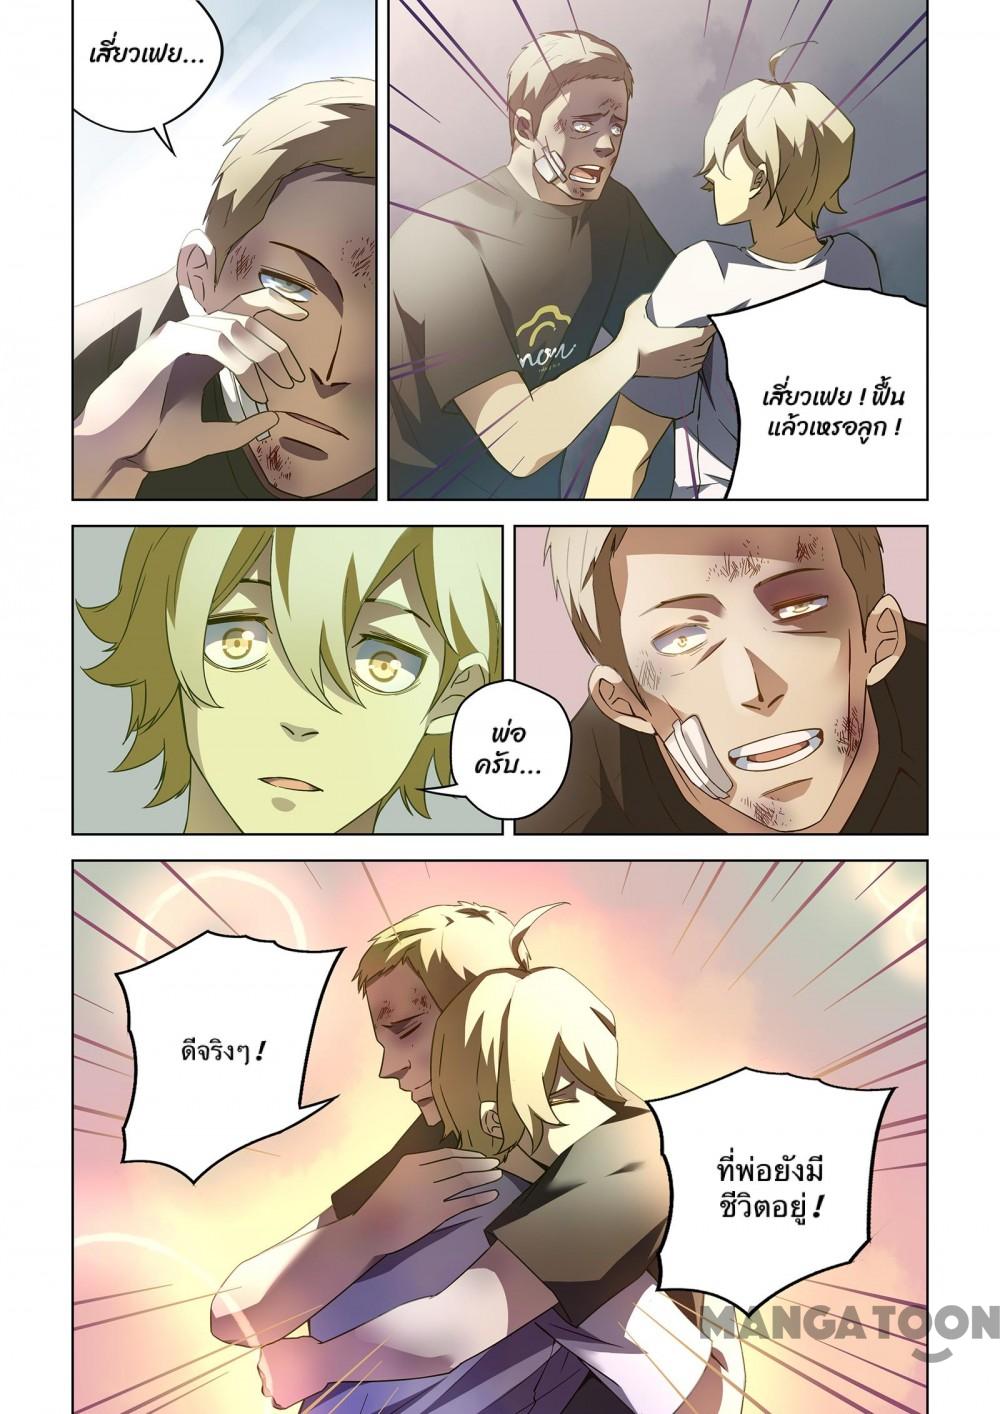 เสี่ยวเฟย...
เสี่ยวเฟย ! ฟื้น
แล้วเหรอลูก !
พ่อ
ครับ...
ดีจริงๆ !
ที่พ่อยังมี
ชีวิตอยู่ !
MANGATOON